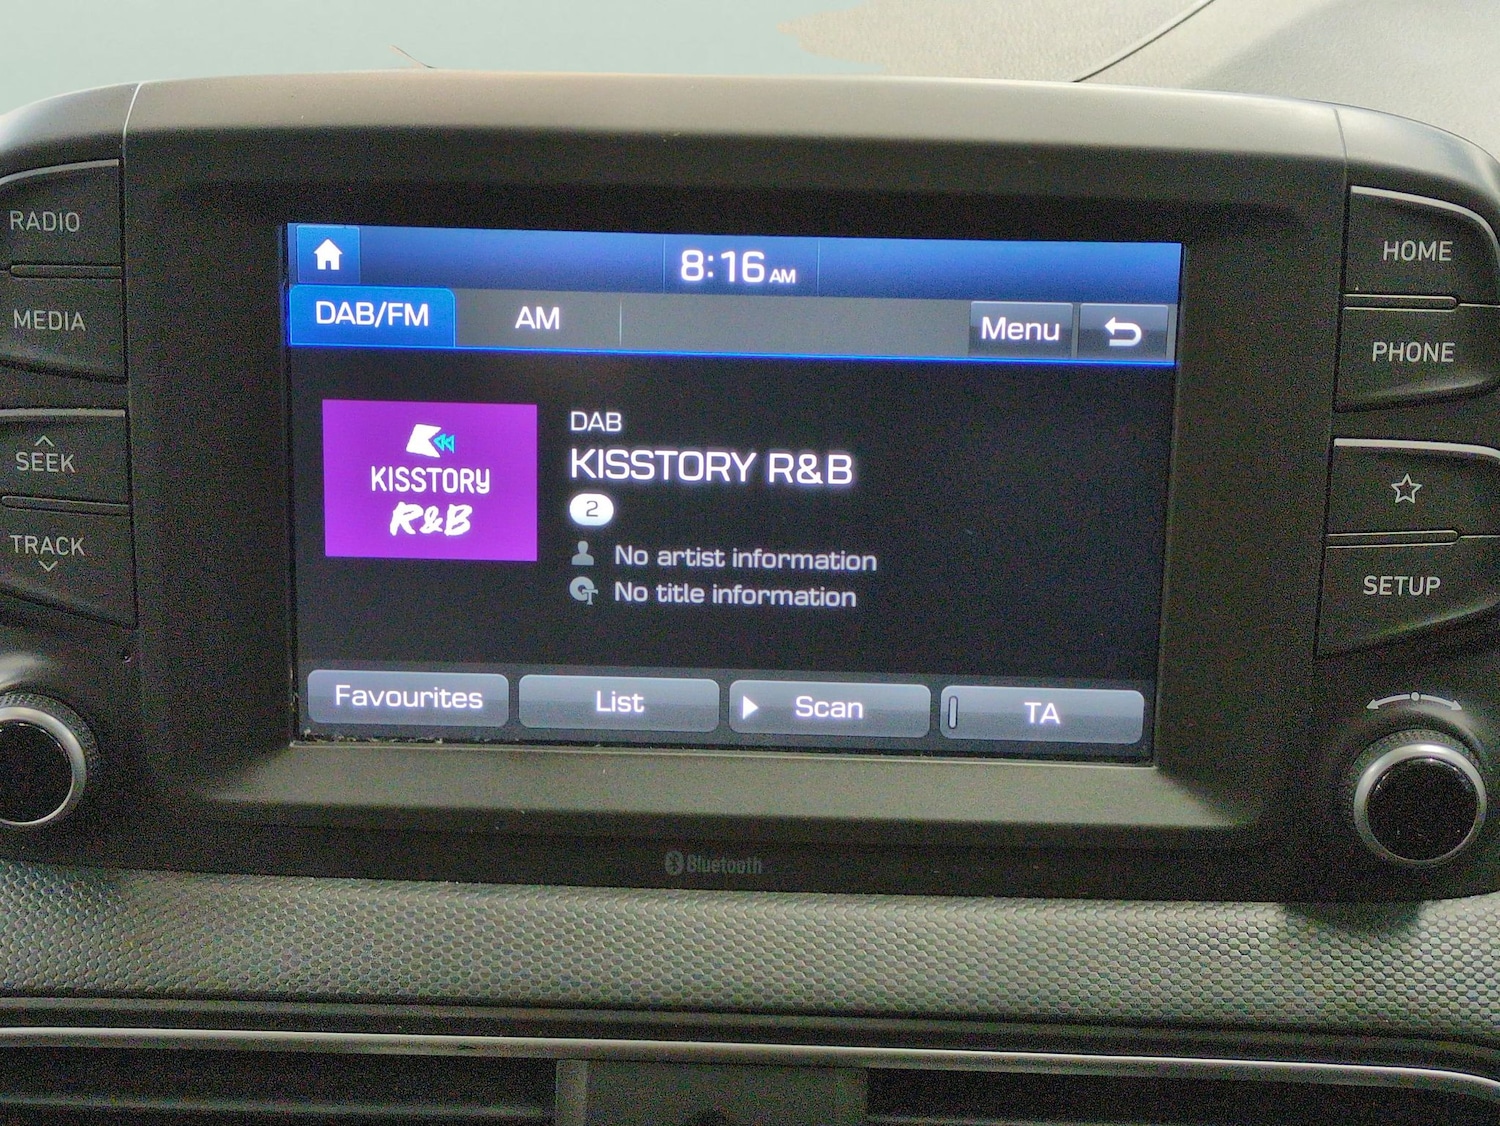 RADIO
MEDIA
SEEK
TRACK
8:16 AM
DAB/FM
AM
Menu
KISSTORY
R&B
DAB
KISSTORY R&B
2
No artist information
No title information
Favourites
List
Scan
TA
HOME
PHONE
SETUP
Bluetooth